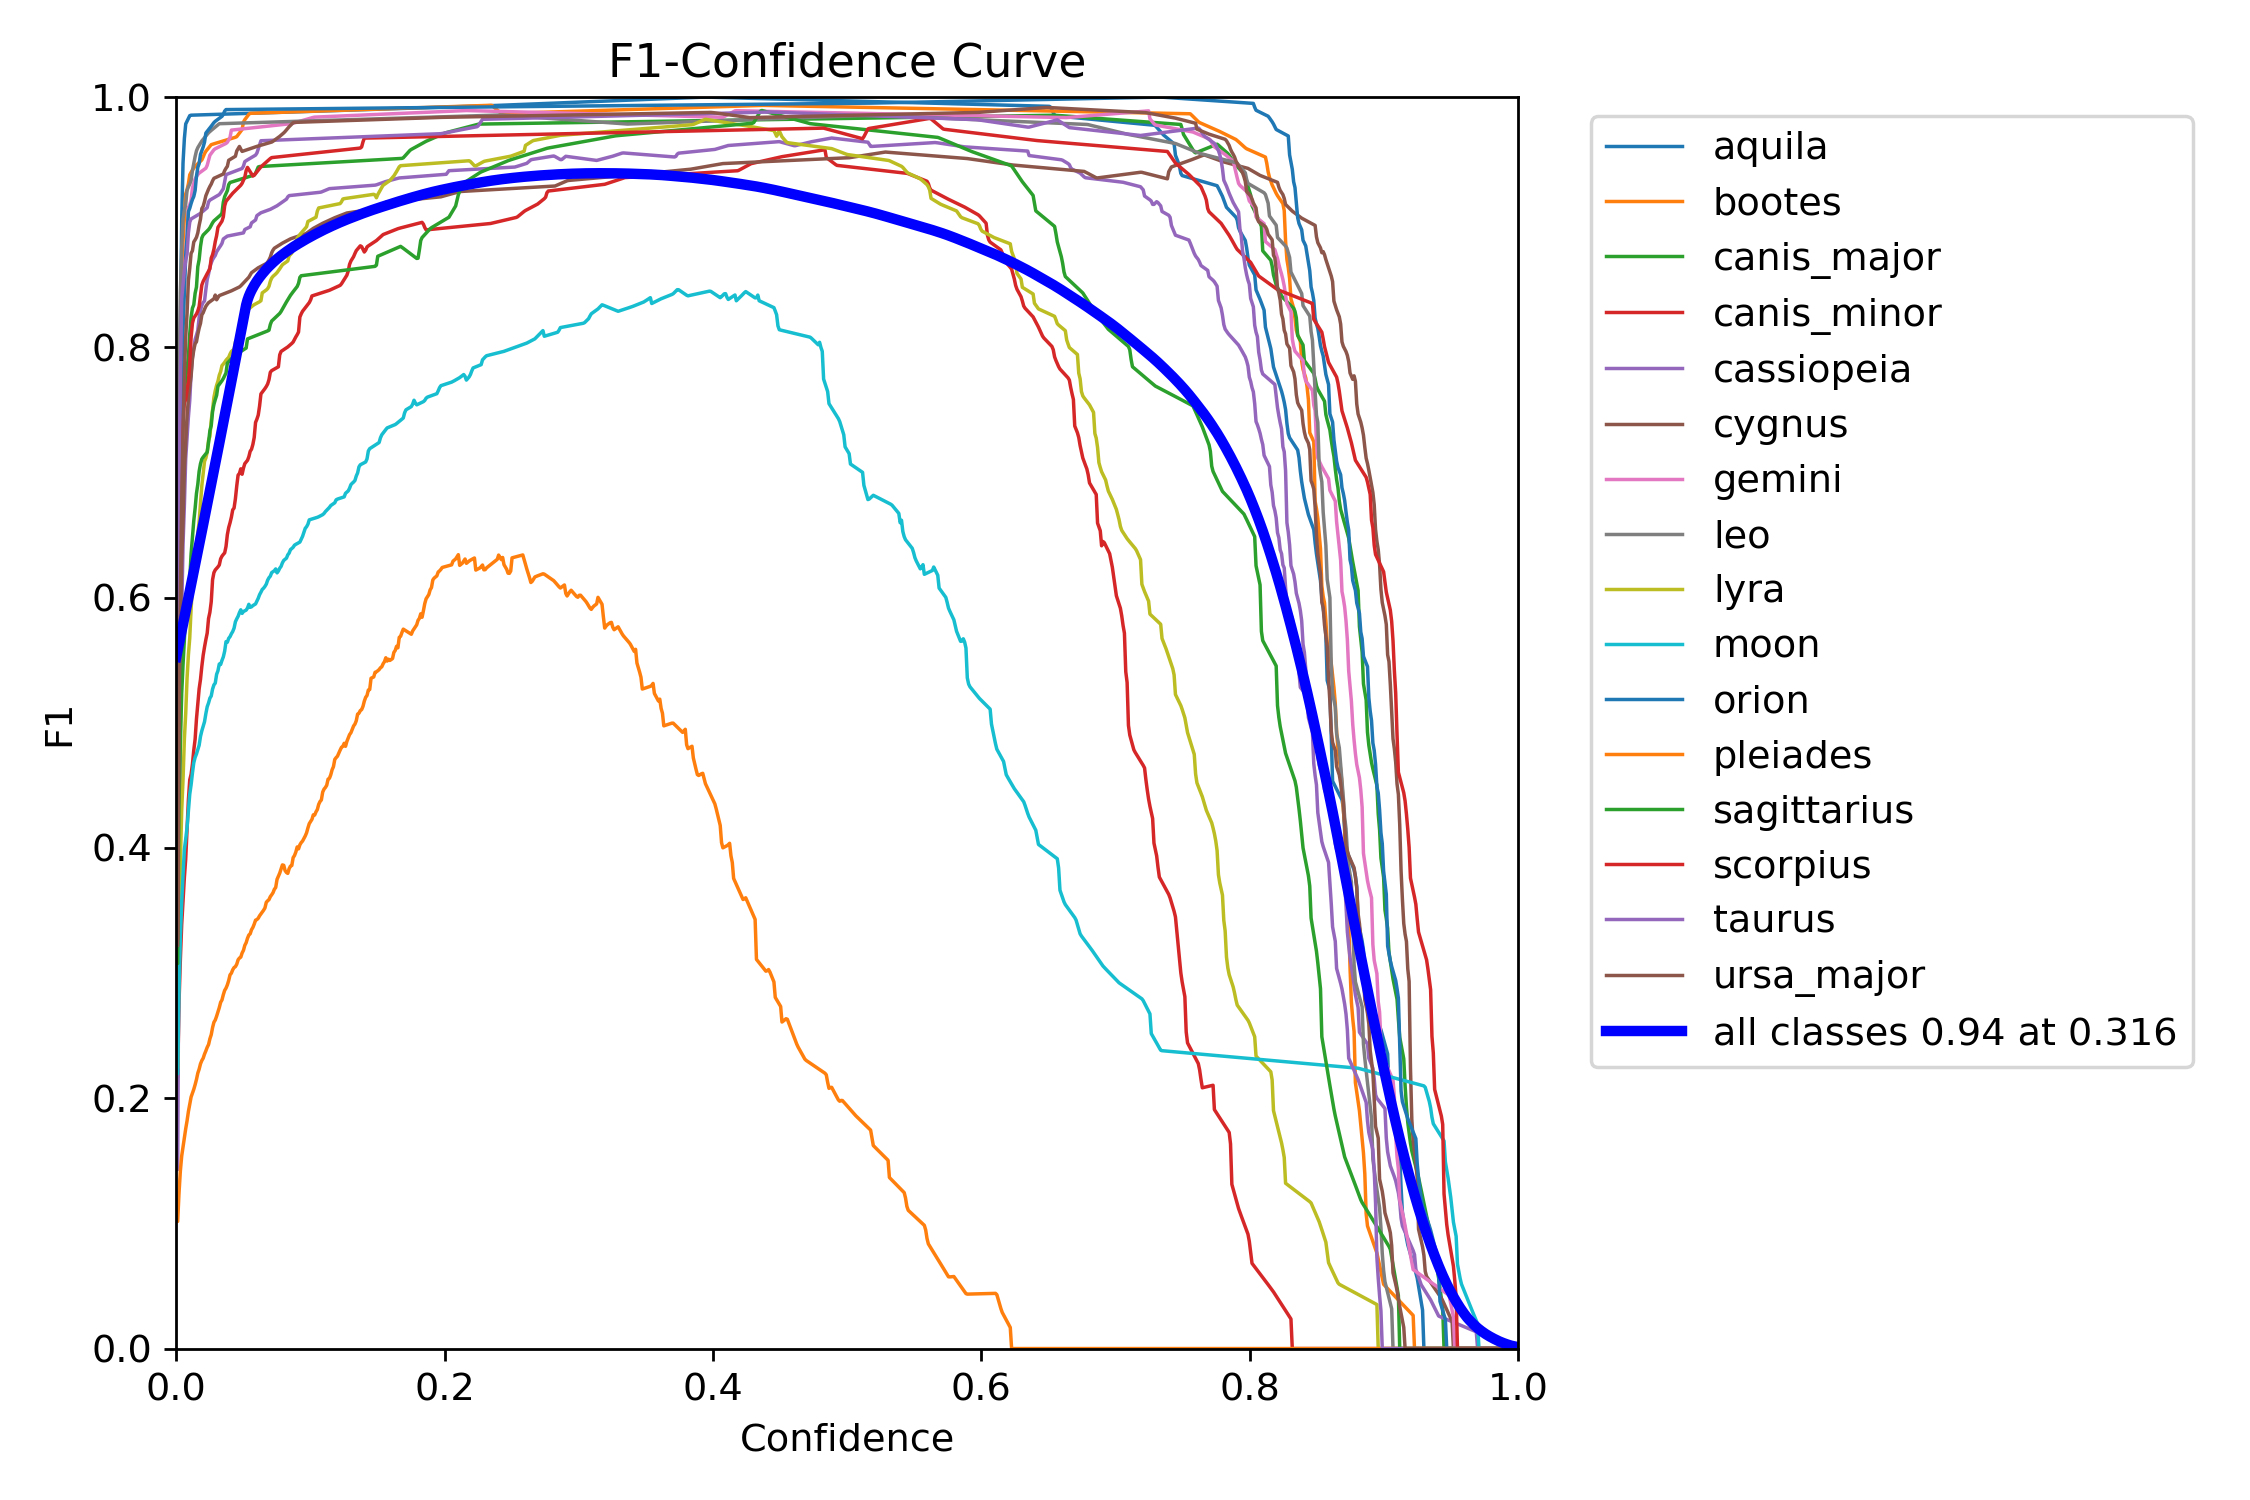 F1-Confidence Curve
1.0
0.8
0.6
0.4
0.2
0.0
F1
0.0 0.2 0.4 0.6 0.8 1.0
Confidence
aquila
bootes
canis_major
canis_minor
cassiopeia
cygnus
gemini
leo
lyra
moon
orion
pleiades
sagittarius
scorpius
taurus
ursa_major
all classes 0.94 at 0.316